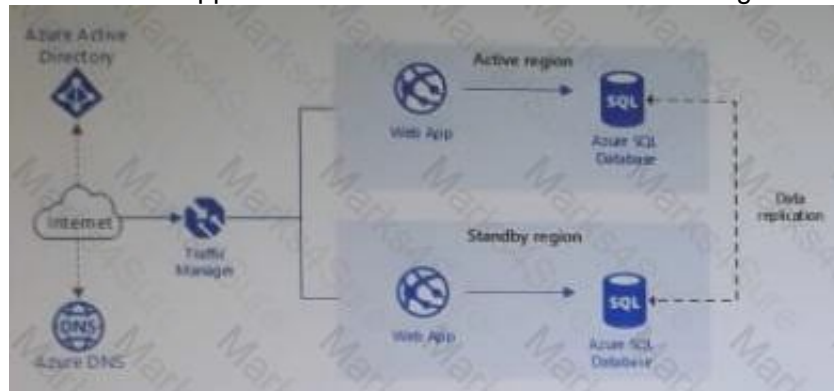 Azure Active
Directory
Active region
Web App
SQL
Azure SQL
Database
Internet
Traffic
Manager
Data
replication
Standby region
Web App
SQL
Azure SQL
Database
DNS
Azure DNS
Marks4Sure